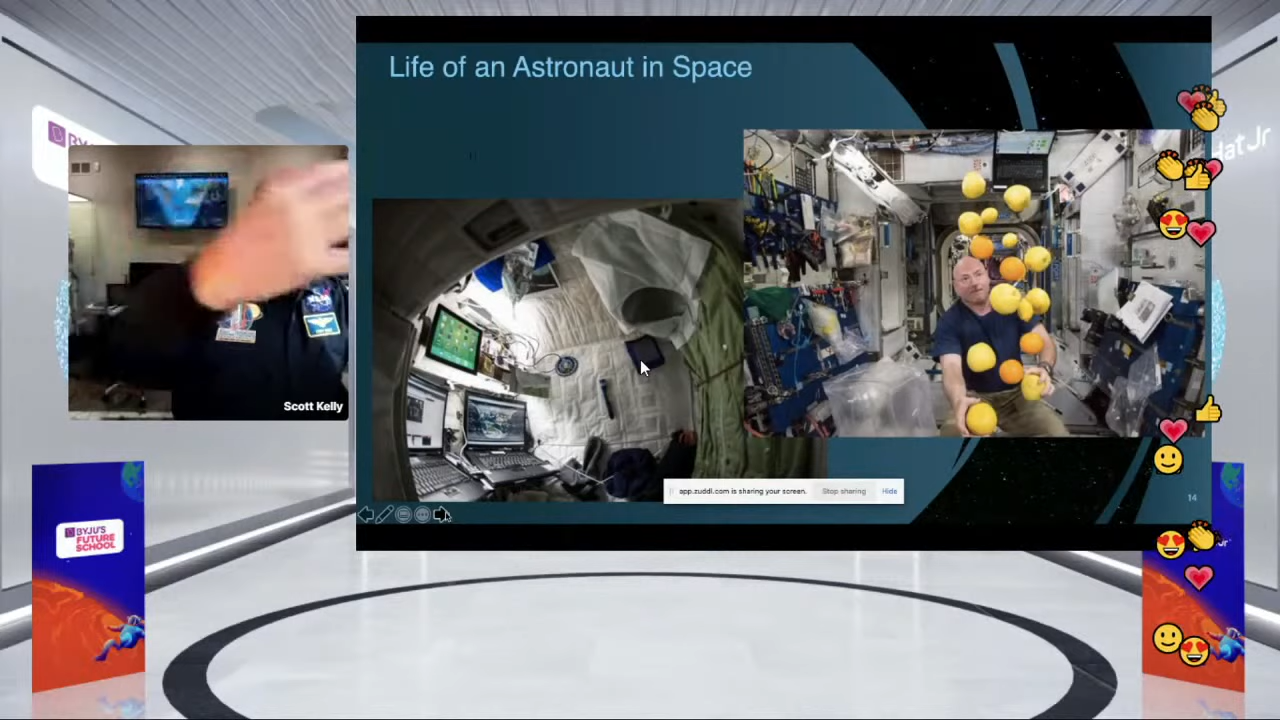 Life of an Astronaut in Space
Scott Kelly
app.zuddl.com is sharing your screen. Stop sharing Hide
14
BYJU'S
FUTURE
SCHOOL
hatJr